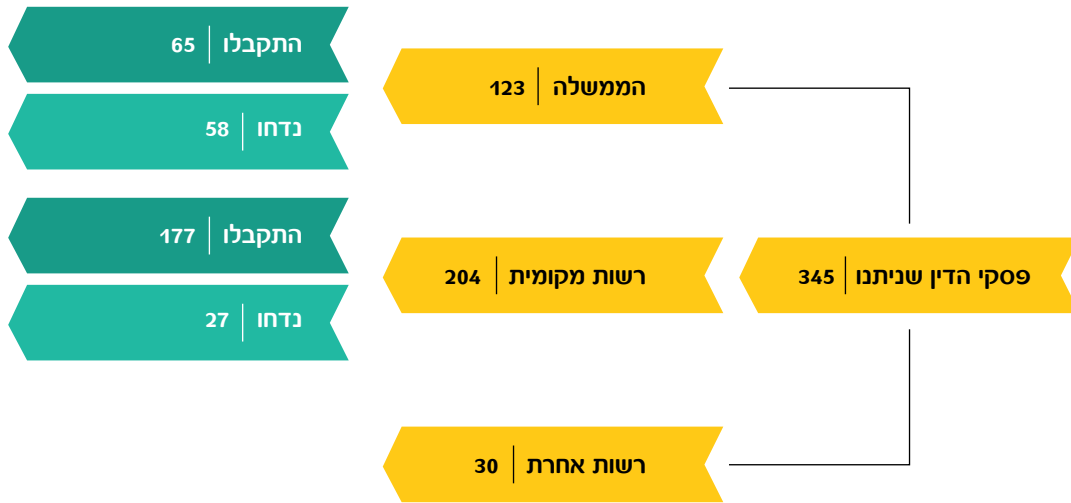 פסקי הדין שניתנו | 345
הממשלה | 123
התקבלו | 65
נדחו | 58
רשות מקומית | 204
התקבלו | 177
נדחו | 27
רשות אחרת | 30